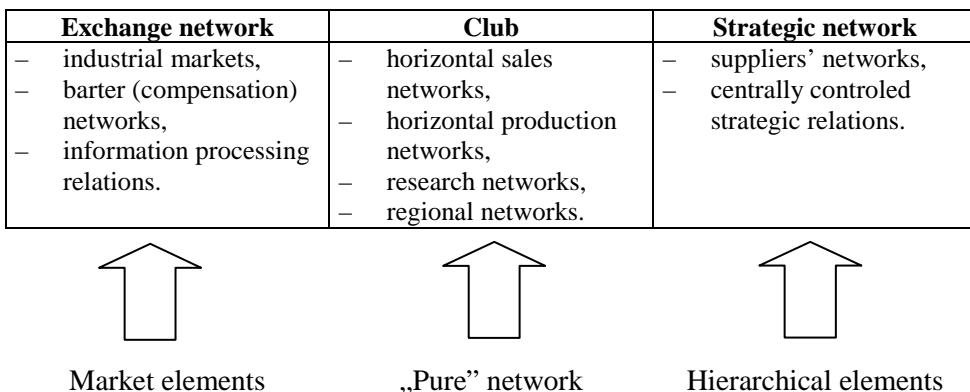 Exchange network
– industrial markets,
– barter (compensation)
networks,
– information processing
relations.
Club
– horizontal sales
networks,
– horizontal production
networks,
– research networks,
– regional networks.
Strategic network
– suppliers’ networks,
– centrally controled
strategic relations.
Market elements
„Pure” network
Hierarchical elements